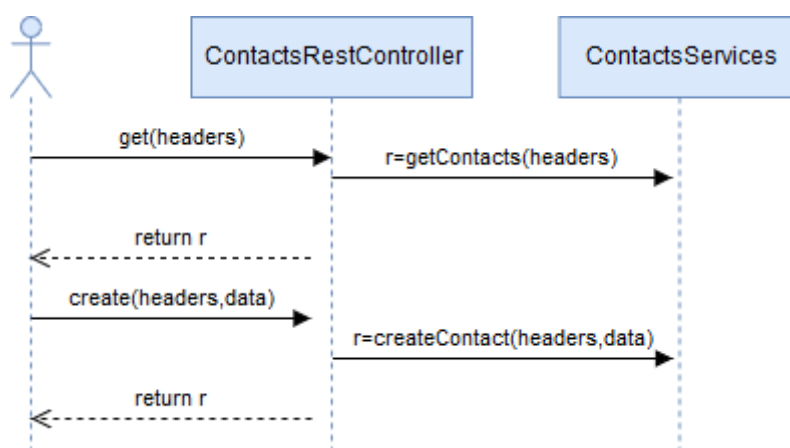 ContactsRestController
ContactsServices
get(headers)
r=getContacts(headers)
return r
create(headers,data)
r=createContact(headers,data)
return r